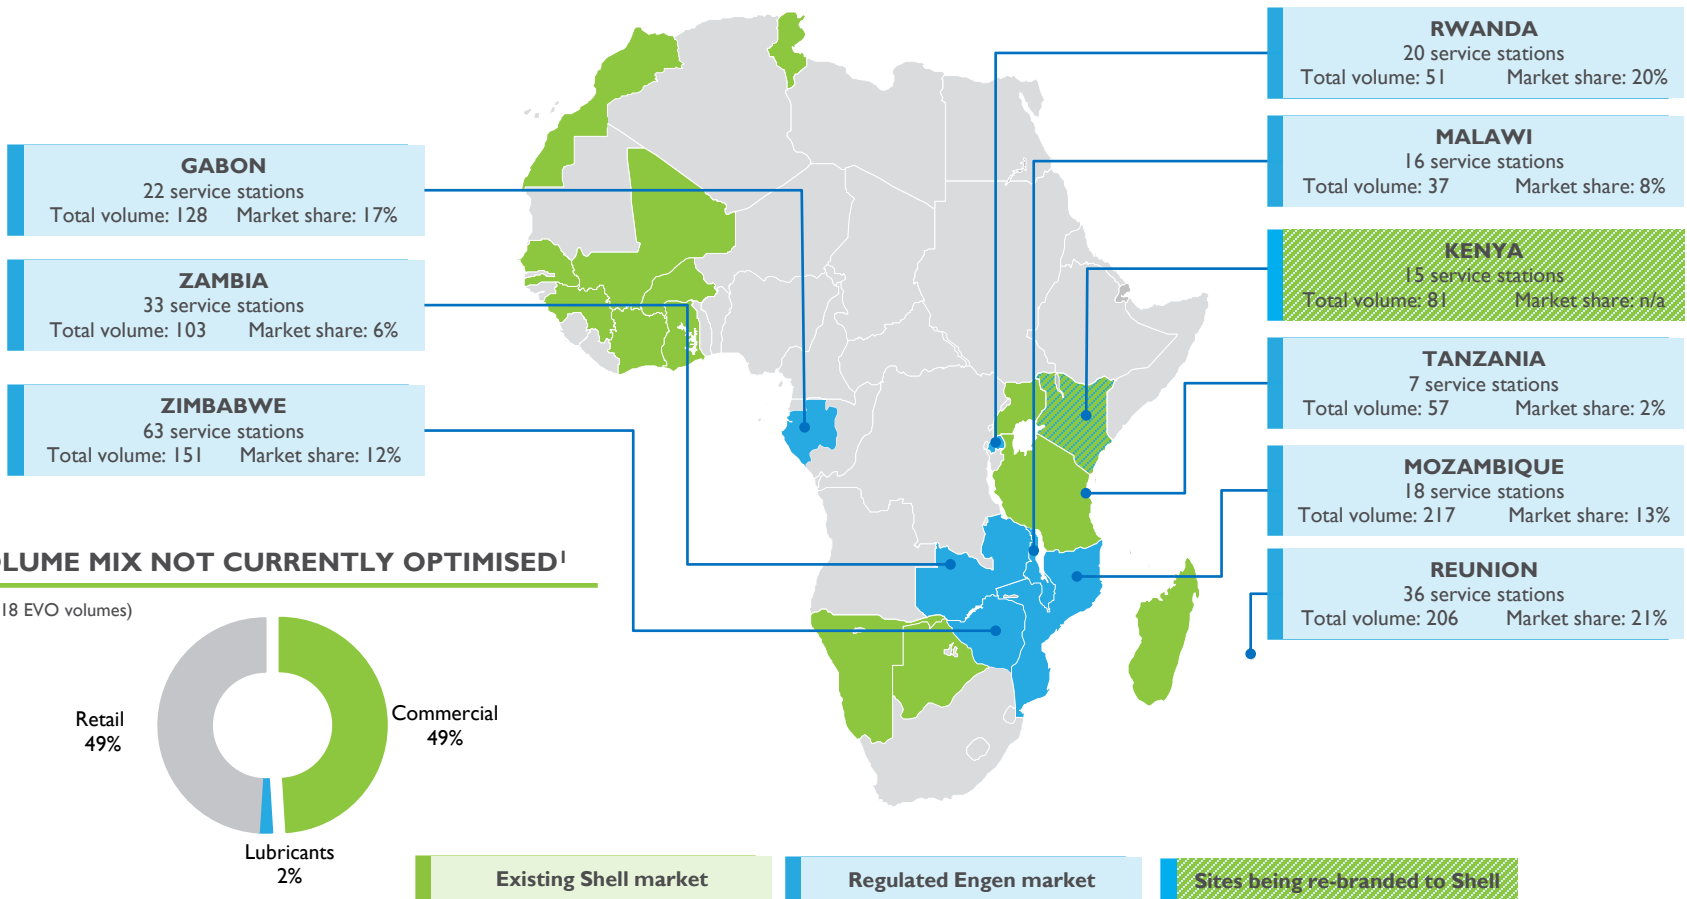 GABON
22 service stations
Total volume: 128 Market share: 17%
ZAMBIA
33 service stations
Total volume: 103 Market share: 6%
ZIMBABWE
63 service stations
Total volume: 151 Market share: 12%
RWANDA
20 service stations
Total volume: 51 Market share: 20%
MALAWI
16 service stations
Total volume: 37 Market share: 8%
KENYA
15 service stations
Total volume: 81 Market share: n/a
TANZANIA
7 service stations
Total volume: 57 Market share: 2%
MOZAMBIQUE
18 service stations
Total volume: 217 Market share: 13%
REUNION
36 service stations
Total volume: 206 Market share: 21%
OLUME MIX NOT CURRENTLY OPTIMISED¹
18 EVO volumes)
Retail
49%
Commercial
49%
Lubricants
2%
Existing Shell market
Regulated Engen market
Sites being re-branded to Shell